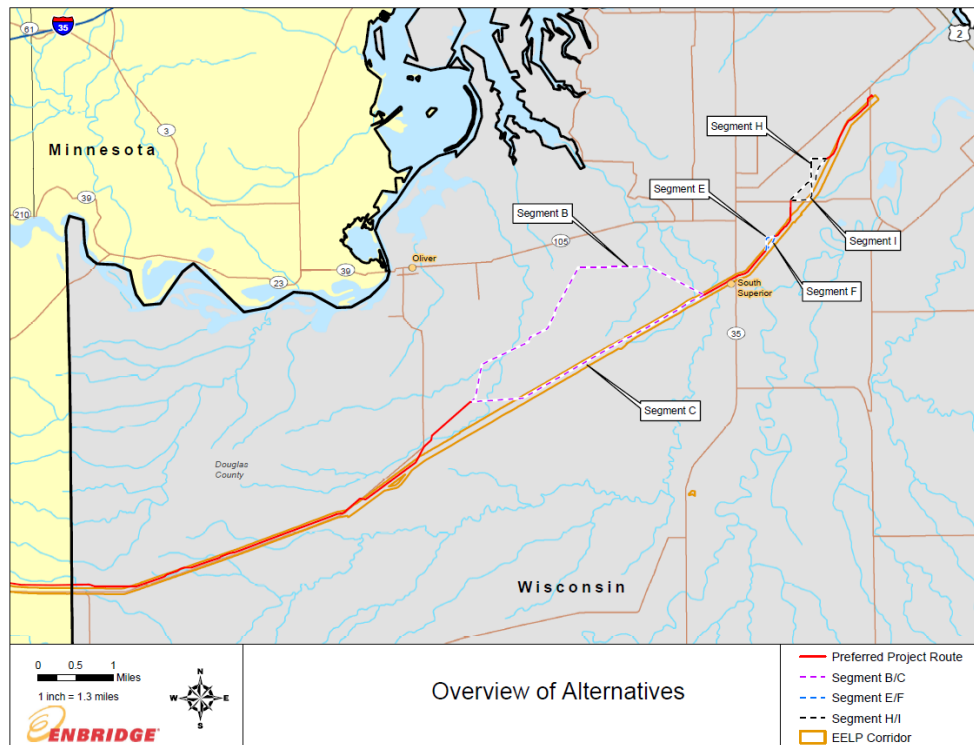 61
35
2
3
Minnesota
Segment H
39
Segment E
210
Segment B
105
Segment I
Oliver
39
23
Segment F
South
Superior
35
Segment C
Douglas
County
Wisconsin
0 0.5 1
Miles
1 inch = 1.3 miles
N
W E
S
ENBRIDGE®
Overview of Alternatives
Preferred Project Route
Segment B/C
Segment E/F
Segment H/I
EELP Corridor